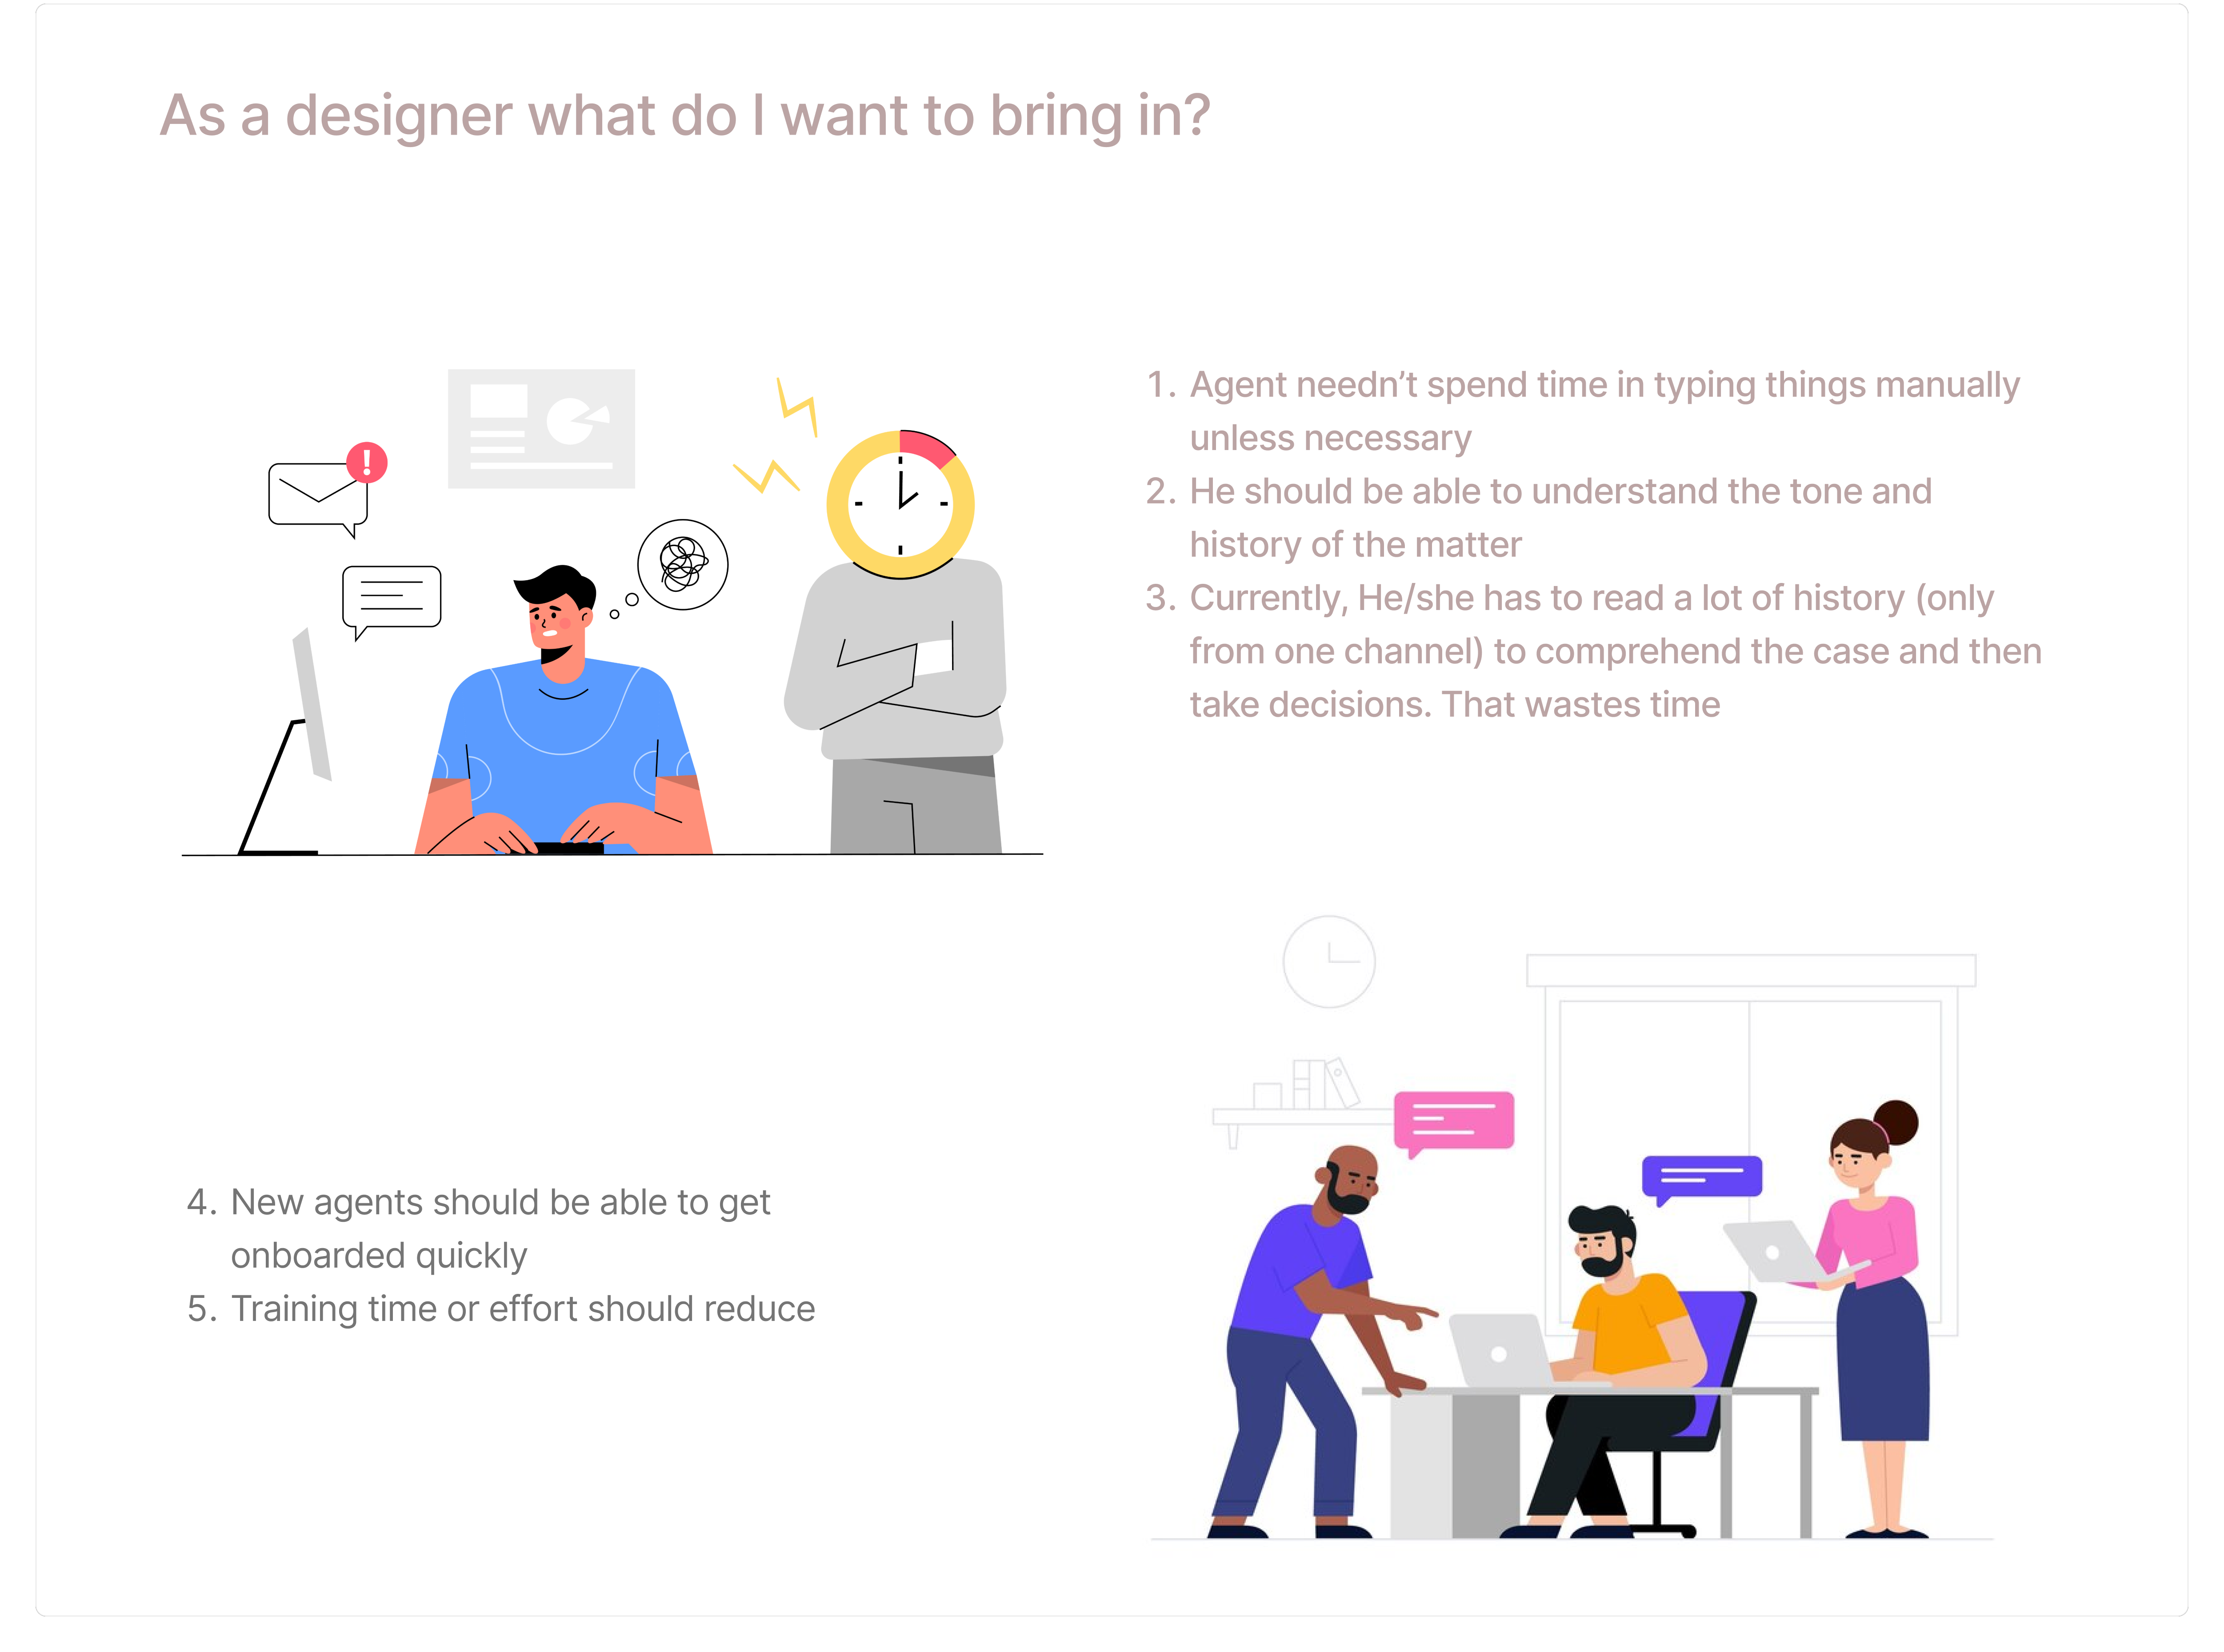 As a designer what do I want to bring in?
1. Agent needn’t spend time in typing things manually
unless necessary
2. He should be able to understand the tone and
history of the matter
3. Currently, He/she has to read a lot of history (only
from one channel) to comprehend the case and then
take decisions. That wastes time
4. New agents should be able to get
onboarded quickly
5. Training time or effort should reduce